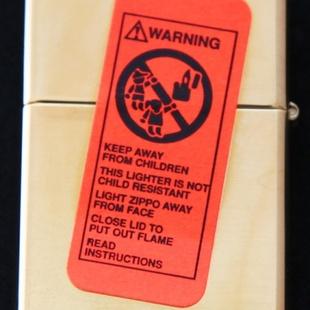 WARNING
KEEP AWAY
FROM CHILDREN
THIS LIGHTER IS NOT
CHILD RESISTANT
LIGHT ZIPPO AWAY
FROM FACE
CLOSE LID TO
PUT OUT FLAME
READ
INSTRUCTIONS